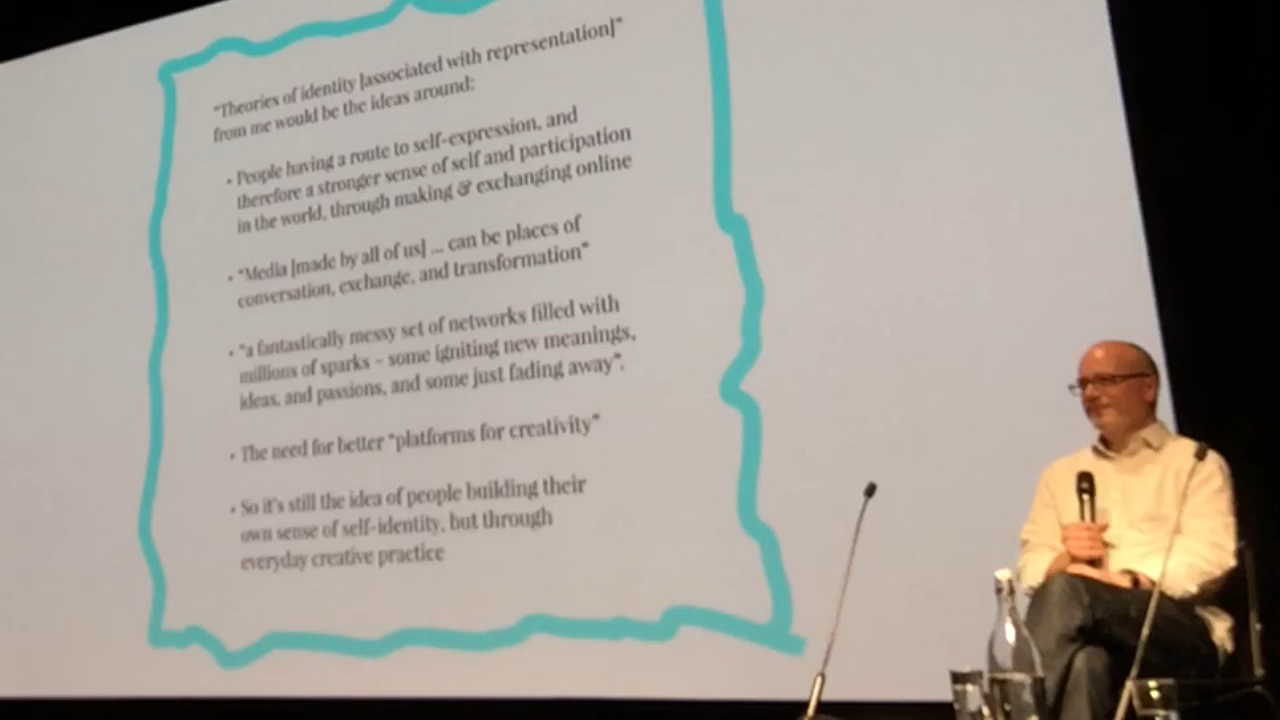 "Theories of identity [associated with representation]"
from me would be the ideas around:
• People having a route to self-expression, and
therefore a stronger sense of self and participation
in the world, through making & exchanging online
• "Media [made by all of us] ... can be places of
conversation, exchange, and transformation"
• "a fantastically messy set of networks filled with
millions of sparks – some igniting new meanings,
ideas, and passions, and some just fading away".
• The need for better "platforms for creativity"
• So it's still the idea of people building their
own sense of self-identity, but through
everyday creative practice